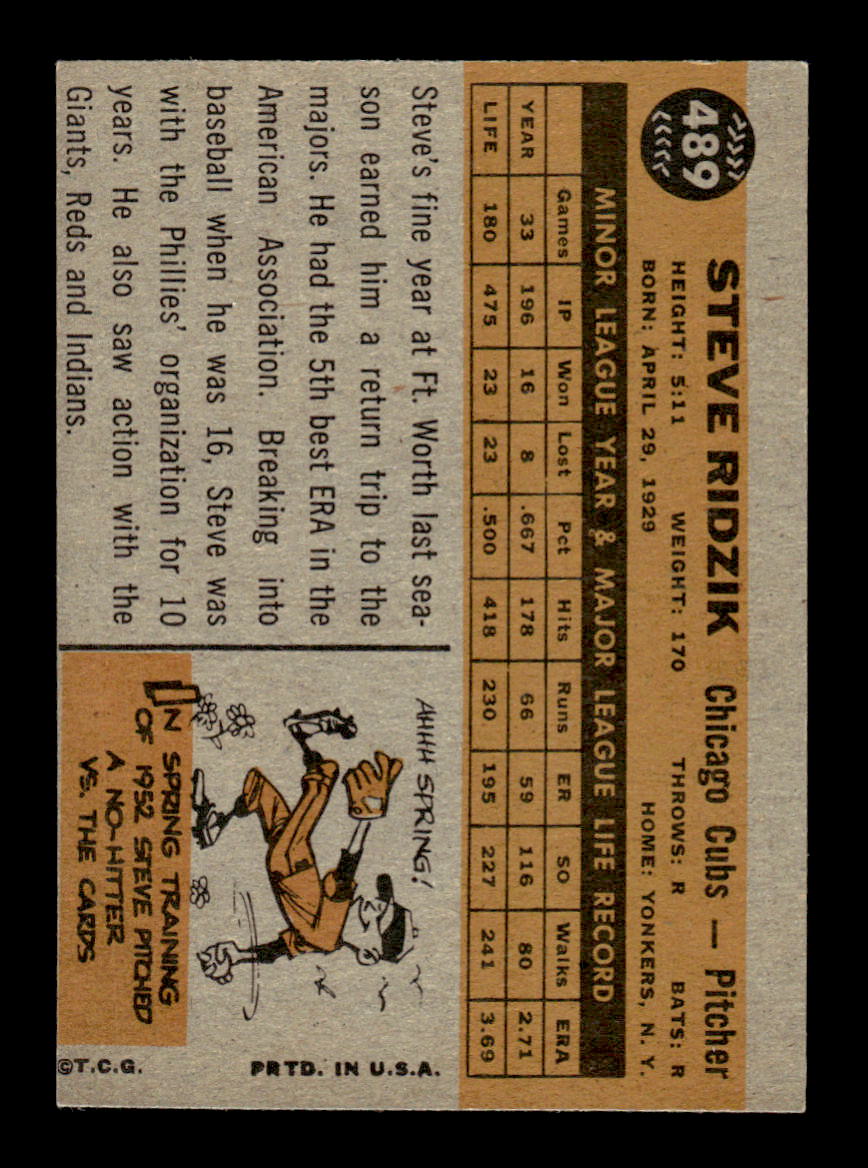 489
STEVE RIDZIK Chicago Cubs — Pitcher
HEIGHT: 5:11 WEIGHT: 170 THROWS: R BATS: R
BORN: APRIL 29, 1929 HOME: YONKERS, N. Y.
MINOR LEAGUE YEAR & MAJOR LEAGUE LIFE RECORD
Games IP Won Lost Pct Hits Runs ER SO Walks ERA
YEAR 33 196 16 8 .667 178 66 59 116 80 2.71
LIFE 180 475 23 23 .500 418 230 195 227 241 3.69
Steve's fine year at Ft. Worth last sea-
son earned him a return trip to the
majors. He had the 5th best ERA in the
American Association. Breaking into
baseball when he was 16, Steve was
with the Phillies' organization for 10
years. He also saw action with the
Giants, Reds and Indians.
AHHH SPRING!
IN SPRING TRAINING
OF 1952 STEVE PITCHED
A NO-HITTER
VS. THE CARDS
©T.C.G. PRTD. IN U.S.A.